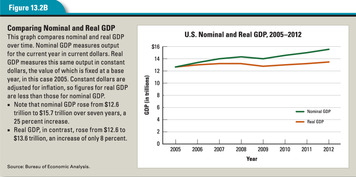 Figure 13.2B
Comparing Nominal and Real GDP
This graph compares nominal and real GDP
over time. Nominal GDP measures output
for the current year in current dollars. Real
GDP measures this same output in constant
dollars, the value of which is fixed at a base
year, in this case 2005. Constant dollars are
adjusted for inflation, so figures for real GDP
are less than those for nominal GDP.
• Note that nominal GDP rose from $12.6
trillion to $15.7 trillion over seven years, a
25 percent increase.
• Real GDP, in contrast, rose from $12.6 to
$13.6 trillion, an increase of only 8 percent.
Source: Bureau of Economic Analysis.
U.S. Nominal and Real GDP, 2005–2012
GDP (in trillions)
$16
14
12
10
8
6
4
2
0
Nominal GDP
Real GDP
2005 2006 2007 2008 2009 2010 2011 2012
Year